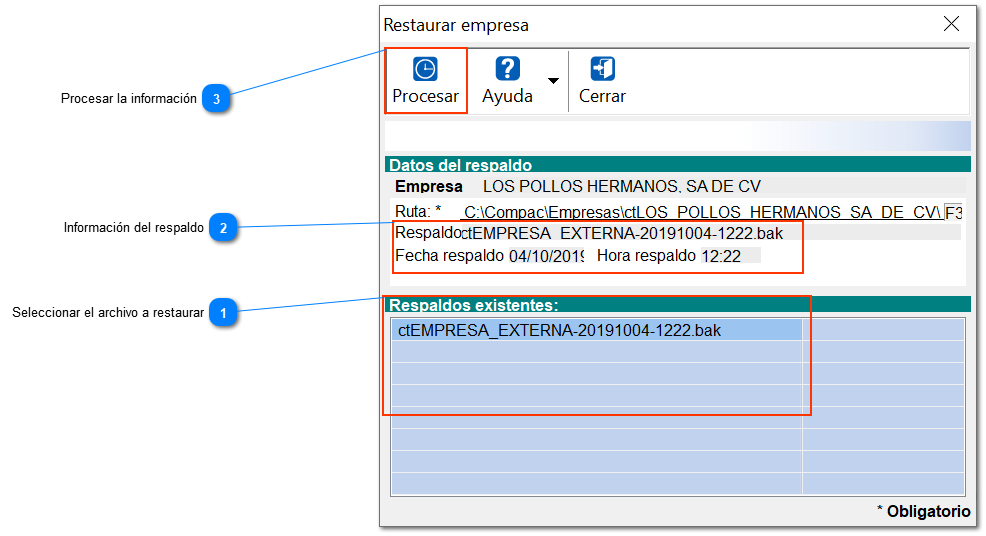 Restaurar empresa
Procesar
Ayuda
Cerrar
Procesar la información
3
Datos del respaldo
Empresa LOS POLLOS HERMANOS, SA DE CV
Ruta: * C:\Compac\Empresas\ctLOS_POLLOS_HERMANOS_SA_DE_CV\ F3
Información del respaldo
2
RespaldoctEMPRESA_EXTERNA-20191004-1222.bak
Fecha respaldo 04/10/2019 Hora respaldo 12:22
Seleccionar el archivo a restaurar
1
Respaldos existentes:
ctEMPRESA_EXTERNA-20191004-1222.bak
* Obligatorio